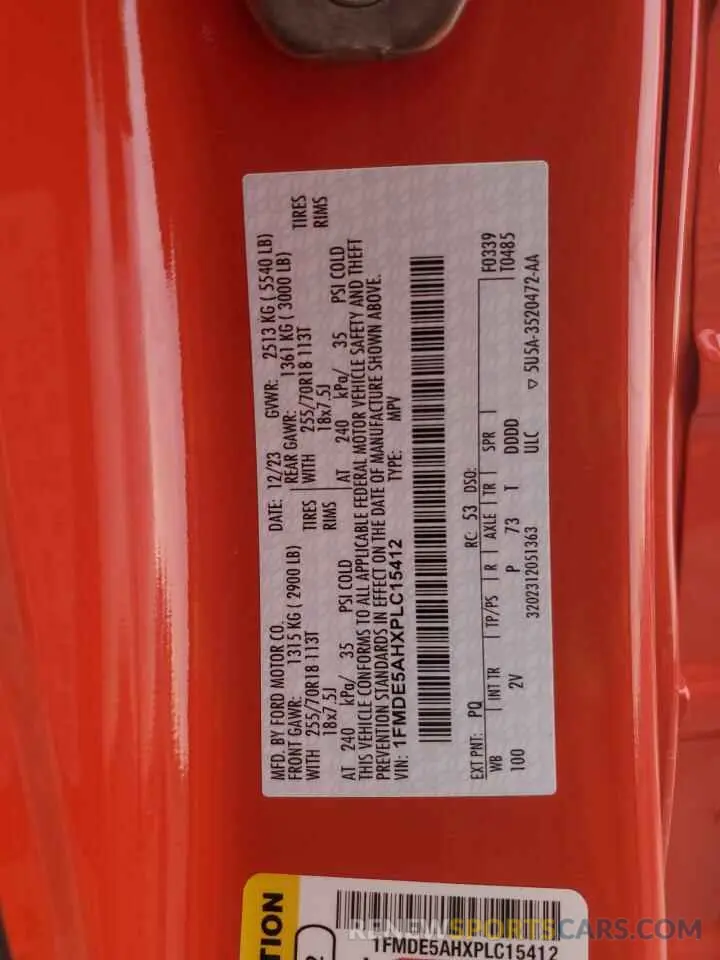 MFD. BY FORD MOTOR CO.
DATE: 12/23 GVWR: 2513 KG ( 5540 LB)
FRONT GAWR: 1315 KG ( 2900 LB)
REAR GAWR: 1361 KG ( 3000 LB)
WITH 255/70R18 113T TIRES
WITH 255/70R18 113T TIRES
18x7.5J RIMS
18x7.5J RIMS
AT 240 kPa/ 35 PSI COLD
AT 240 kPa/ 35 PSI COLD
THIS VEHICLE CONFORMS TO ALL APPLICABLE FEDERAL MOTOR VEHICLE SAFETY AND THEFT
PREVENTION STANDARDS IN EFFECT ON THE DATE OF MANUFACTURE SHOWN ABOVE.
VIN: 1FMDE5AHXPLC15412 TYPE: MPV
EXT PNT: PQ RC: 53 DSO: F0339
WB INT TR TP/PS R AXLE TR SPR T0485
100 2V P 73 T DDDD
3202312051363 ULC ▽ 5U5A-3520472-AA
TION
1FMDE5AHXPLC15412
RENEWSPORTSCARS.COM